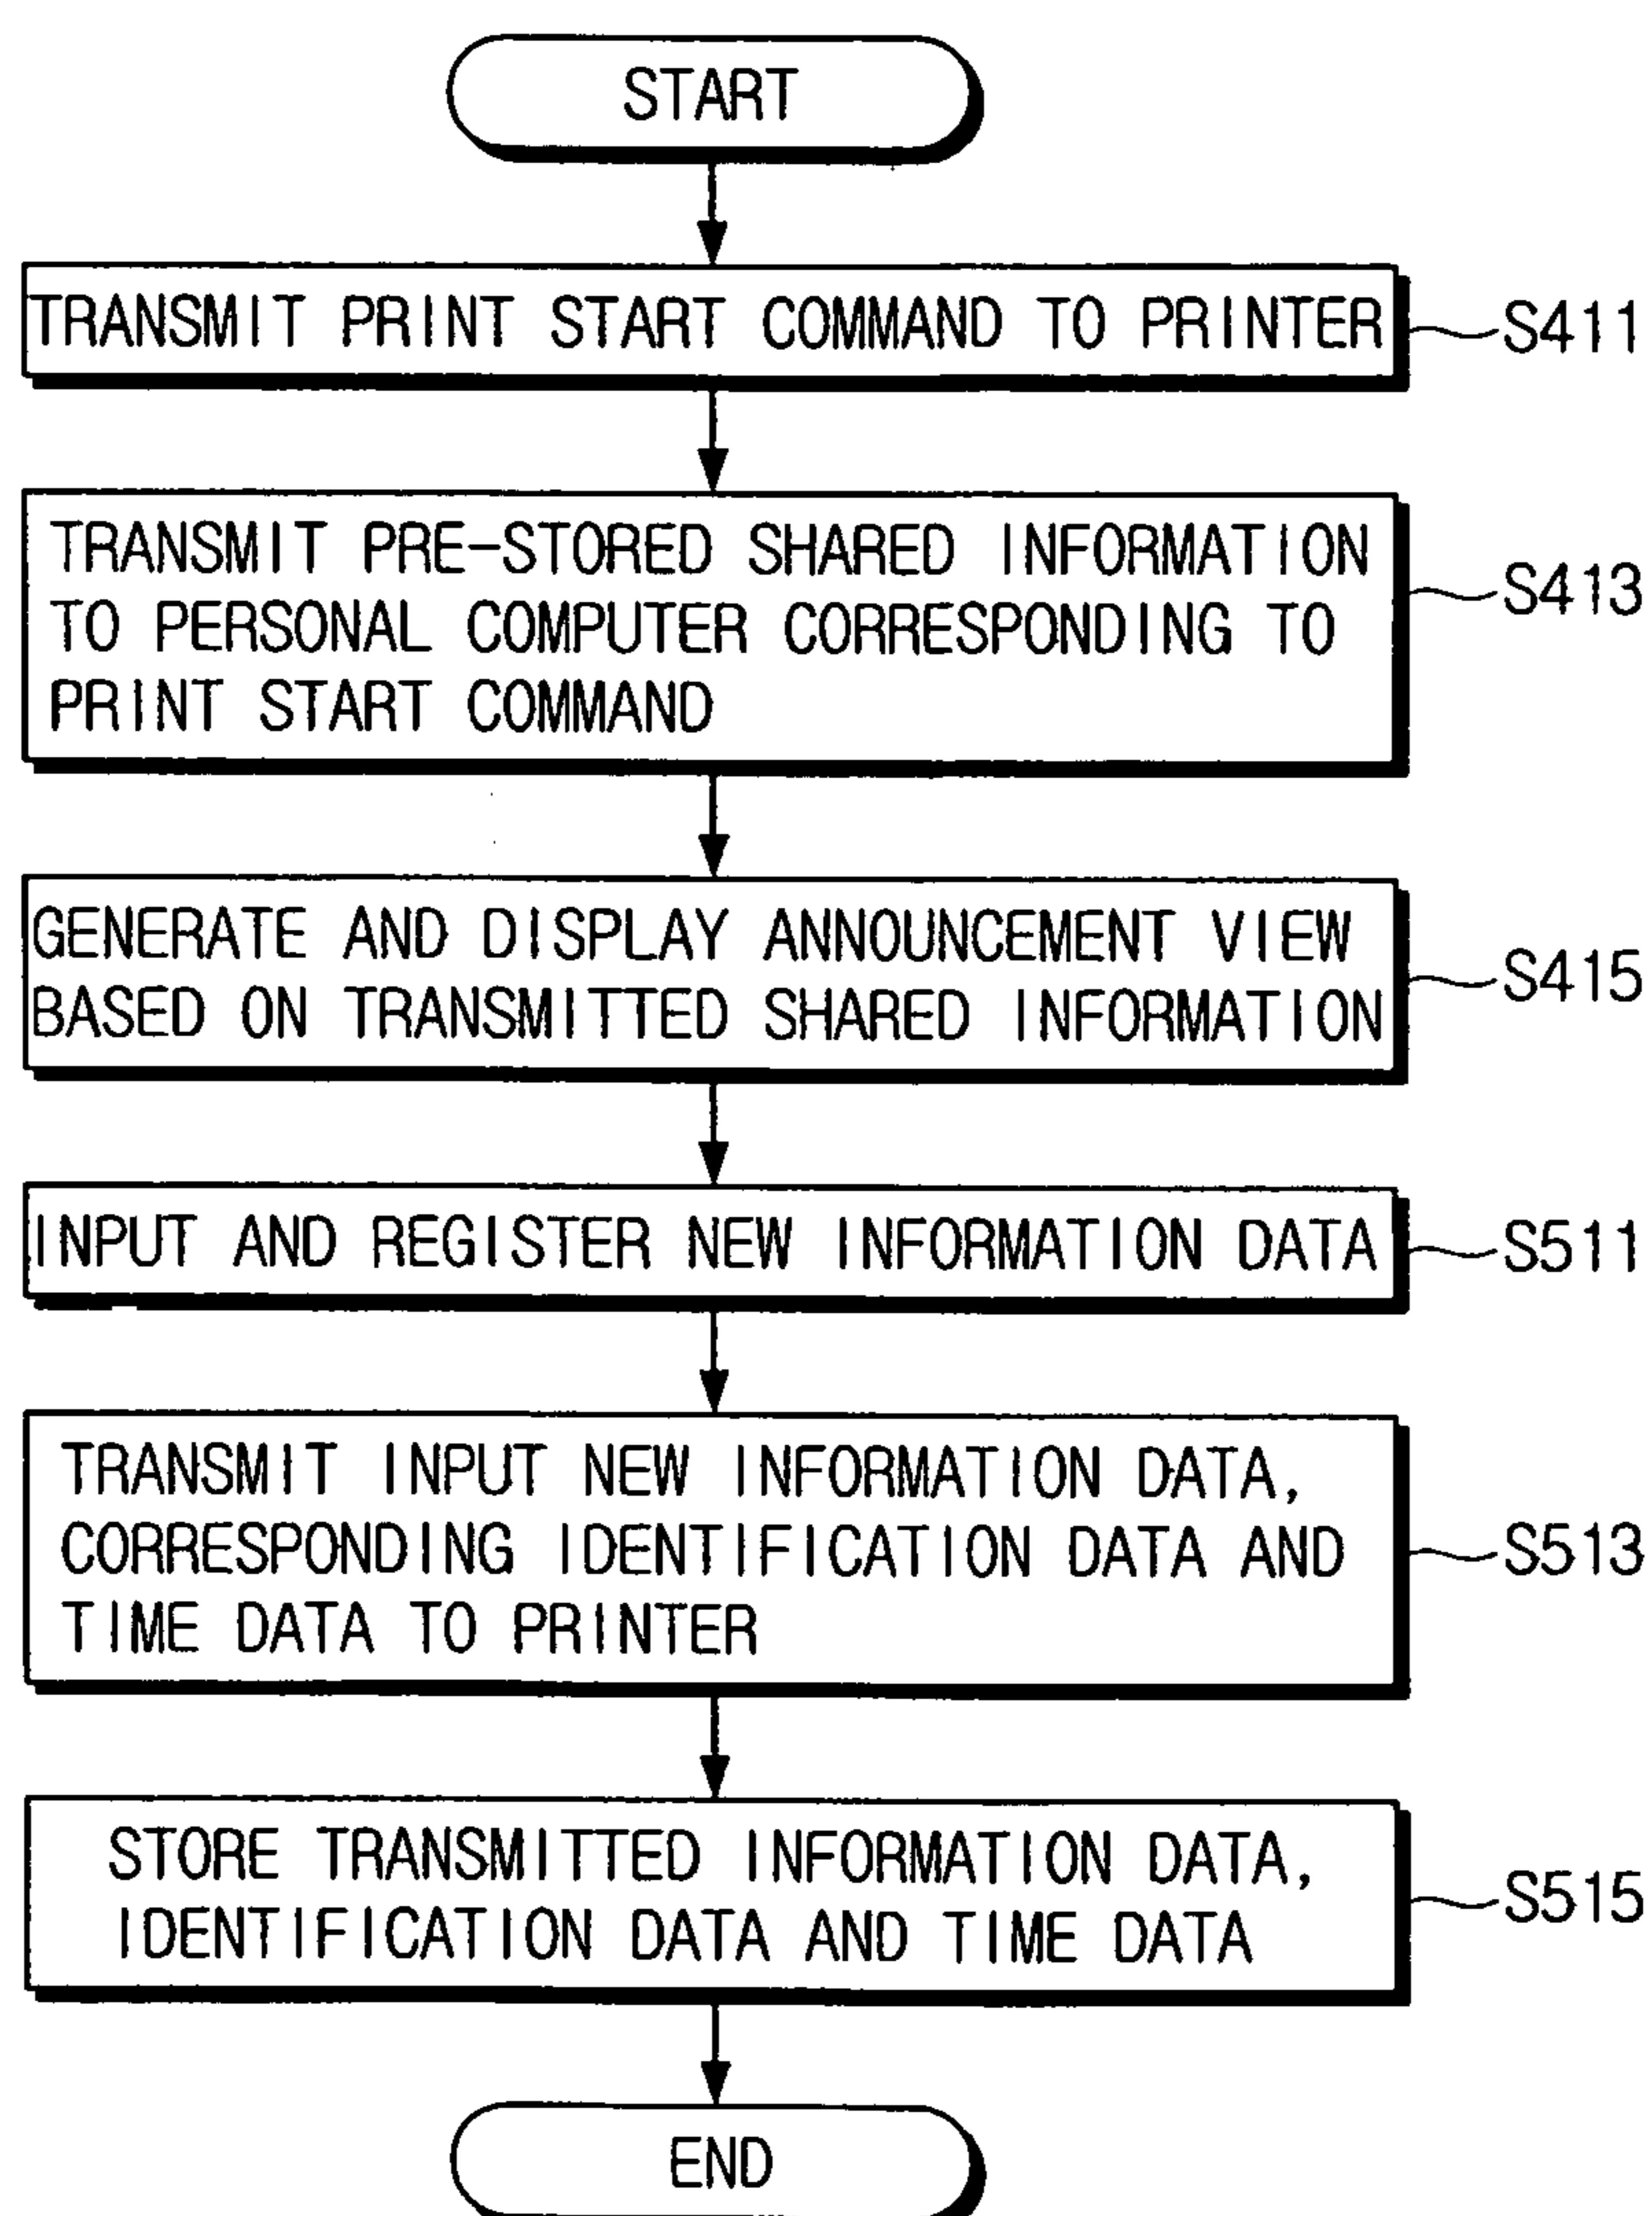 START
TRANSMIT PRINT START COMMAND TO PRINTER
S411
TRANSMIT PRE-STORED SHARED INFORMATION
TO PERSONAL COMPUTER CORRESPONDING TO
PRINT START COMMAND
S413
GENERATE AND DISPLAY ANNOUNCEMENT VIEW
BASED ON TRANSMITTED SHARED INFORMATION
S415
INPUT AND REGISTER NEW INFORMATION DATA
S511
TRANSMIT INPUT NEW INFORMATION DATA,
CORRESPONDING IDENTIFICATION DATA AND
TIME DATA TO PRINTER
S513
STORE TRANSMITTED INFORMATION DATA,
IDENTIFICATION DATA AND TIME DATA
S515
END